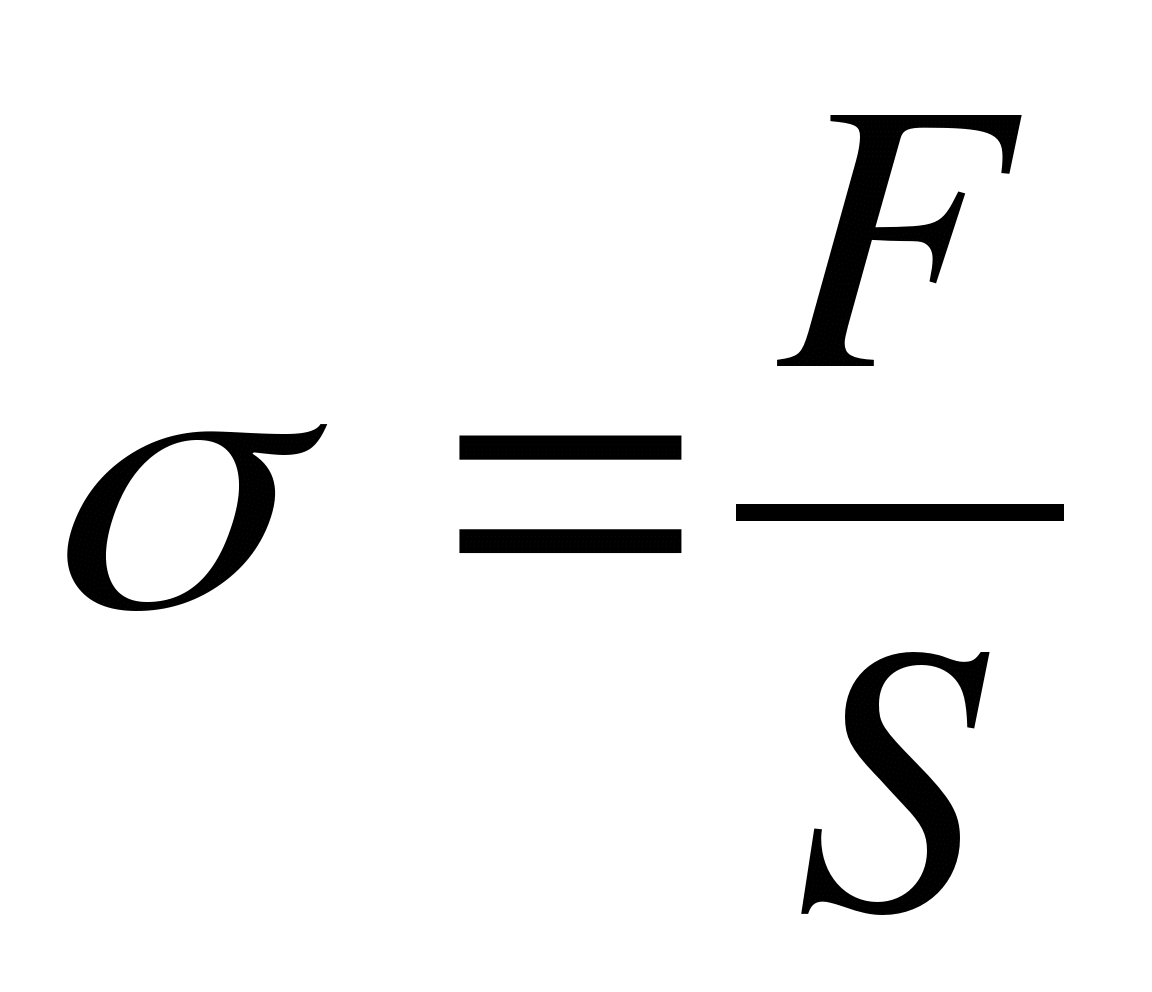 σ = F/S